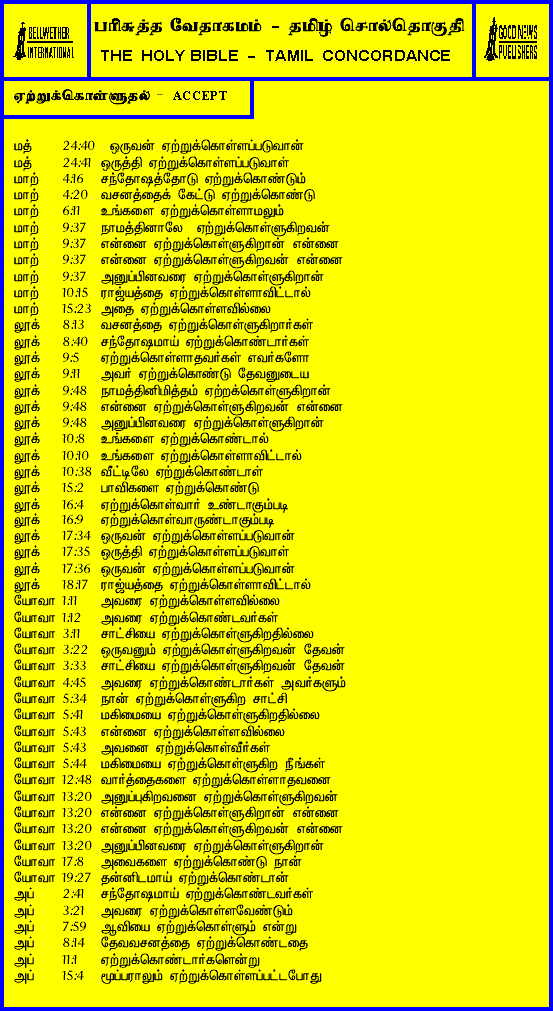 BELLWETHER
INTERNATIONAL
பரிசுத்த வேதாகமம் - தமிழ் சொல்தொகுதி
THE HOLY BIBLE - TAMIL CONCORDANCE
GOOD NEWS
PUBLISHERS
ஏற்றுக்கொள்ளுதல் - ACCEPT
மத் 24:40 ஒருவன் ஏற்றுக்கொள்ளப்படுவான்
மத் 24:41 ஒருத்தி ஏற்றுக்கொள்ளப்படுவாள்
மாற் 4:16 சந்தோஷத்தோடு ஏற்றுக்கொண்டும்
மாற் 4:20 வசனத்தைக் கேட்டு ஏற்றுக்கொண்டு
மாற் 6:11 உங்களை ஏற்றுக்கொள்ளாமலும்
மாற் 9:37 நாமத்தினாலே ஏற்றுக்கொள்ளுகிறவன்
மாற் 9:37 என்னை ஏற்றுக்கொள்ளுகிறான் என்னை
மாற் 9:37 என்னை ஏற்றுக்கொள்ளுகிறவன் என்னை
மாற் 9:37 அனுப்பினவரை ஏற்றுக்கொள்ளுகிறான்
மாற் 10:15 ராஜ்யத்தை ஏற்றுக்கொள்ளாவிட்டால்
மாற் 15:23 அதை ஏற்றுக்கொள்ளவில்லை
லூக் 8:13 வசனத்தை ஏற்றுக்கொள்ளுகிறார்கள்
லூக் 8:40 சந்தோஷமாய் ஏற்றுக்கொண்டார்கள்
லூக் 9:5 ஏற்றுக்கொள்ளாதவர்கள் எவர்களோ
லூக் 9:11 அவர் ஏற்றுக்கொண்டு தேவனுடைய
லூக் 9:48 நாமத்தினிமித்தம் ஏற்றக்கொள்ளுகிறான்
லூக் 9:48 என்னை ஏற்றுக்கொள்ளுகிறவன் என்னை
லூக் 9:48 அனுப்பினவரை ஏற்றுக்கொள்ளுகிறான்
லூக் 10:8 உங்களை ஏற்றுக்கொண்டால்
லூக் 10:10 உங்களை ஏற்றுக்கொள்ளாவிட்டால்
லூக் 10:38 வீட்டிலே ஏற்றுக்கொண்டாள்
லூக் 15:2 பாவிகளை ஏற்றுக்கொண்டு
லூக் 16:4 ஏற்றுக்கொள்வார் உண்டாகும்படி
லூக் 16:9 ஏற்றுக்கொள்வாருண்டாகும்படி
லூக் 17:34 ஒருவன் ஏற்றுக்கொள்ளப்படுவான்
லூக் 17:35 ஒருத்தி ஏற்றுக்கொள்ளப்படுவாள்
லூக் 17:36 ஒருவன் ஏற்றுக்கொள்ளப்படுவான்
லூக் 18:17 ராஜ்யத்தை ஏற்றுக்கொள்ளாவிட்டால்
யோவா 1:11 அவரை ஏற்றுக்கொள்ளவில்லை
யோவா 1:12 அவரை ஏற்றுக்கொண்டவர்கள்
யோவா 3:11 சாட்சியை ஏற்றுக்கொள்ளுகிறதில்லை
யோவா 3:22 ஒருவனும் ஏற்றுக்கொள்ளுகிறவன் தேவன்
யோவா 3:33 சாட்சியை ஏற்றுக்கொள்ளுகிறவன் தேவன்
யோவா 4:45 அவரை ஏற்றுக்கொண்டார்கள் அவர்களும்
யோவா 5:34 நான் ஏற்றுக்கொள்ளுகிற சாட்சி
யோவா 5:41 மகிமையை ஏற்றுக்கொள்ளுகிறதில்லை
யோவா 5:43 என்னை ஏற்றுக்கொள்ளவில்லை
யோவா 5:43 அவனை ஏற்றுக்கொள்வீர்கள்
யோவா 5:44 மகிமையை ஏற்றுக்கொள்ளுகிற நீங்கள்
யோவா 12:48 வார்த்தைகளை ஏற்றுக்கொள்ளாதவனை
யோவா 13:20 அனுப்புகிறவனை ஏற்றுக்கொள்ளுகிறவன்
யோவா 13:20 என்னை ஏற்றுக்கொள்ளுகிறான் என்னை
யோவா 13:20 என்னை ஏற்றுக்கொள்ளுகிறவன் என்னை
யோவா 13:20 அனுப்பினவரை ஏற்றுக்கொள்ளுகிறான்
யோவா 17:8 அவைகளை ஏற்றுக்கொண்டு நான்
யோவா 19:27 தன்னிடமாய் ஏற்றுக்கொண்டான்
அப் 2:41 சந்தோஷமாய் ஏற்றுக்கொண்டவர்கள்
அப் 3:21 அவரை ஏற்றுக்கொள்ளவேண்டும்
அப் 7:59 ஆவியை ஏற்றுக்கொள்ளும் என்று
அப் 8:14 தேவவசனத்தை ஏற்றுக்கொண்டதை
அப் 11:1 ஏற்றுக்கொண்டார்களென்று
அப் 15:4 மூப்பராலும் ஏற்றுக்கொள்ளப்பட்டபோது